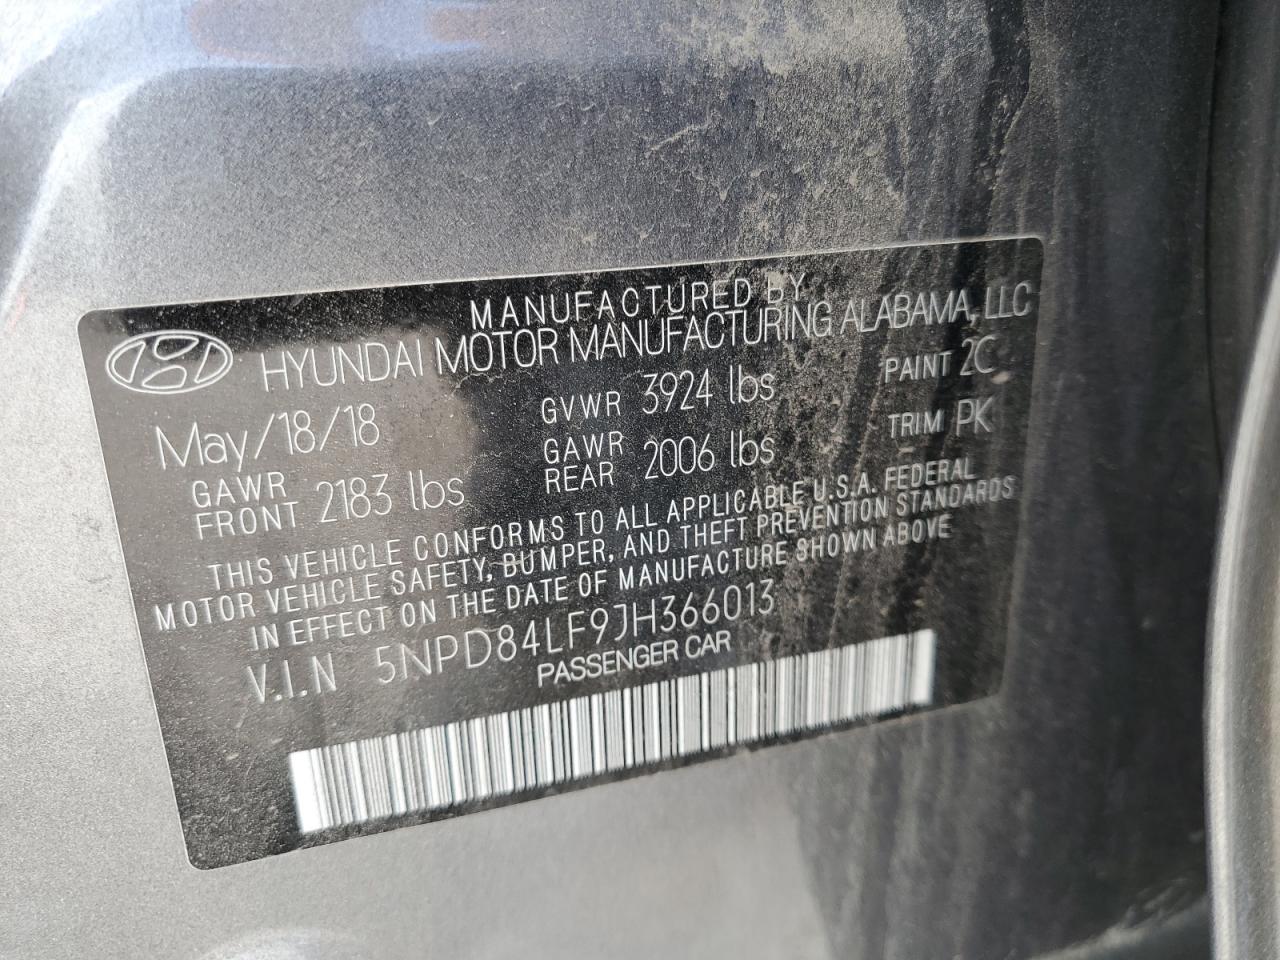 MANUFACTURED BY
HYUNDAI MOTOR MANUFACTURING ALABAMA, LLC
May/18/18 GVWR 3924 lbs PAINT 2C
GAWR FRONT 2183 lbs GAWR REAR 2006 lbs TRIM PK
THIS VEHICLE CONFORMS TO ALL APPLICABLE U.S.A. FEDERAL
MOTOR VEHICLE SAFETY, BUMPER, AND THEFT PREVENTION STANDARDS
IN EFFECT ON THE DATE OF MANUFACTURE SHOWN ABOVE
V.I.N 5NPD84LF9JH366013
PASSENGER CAR